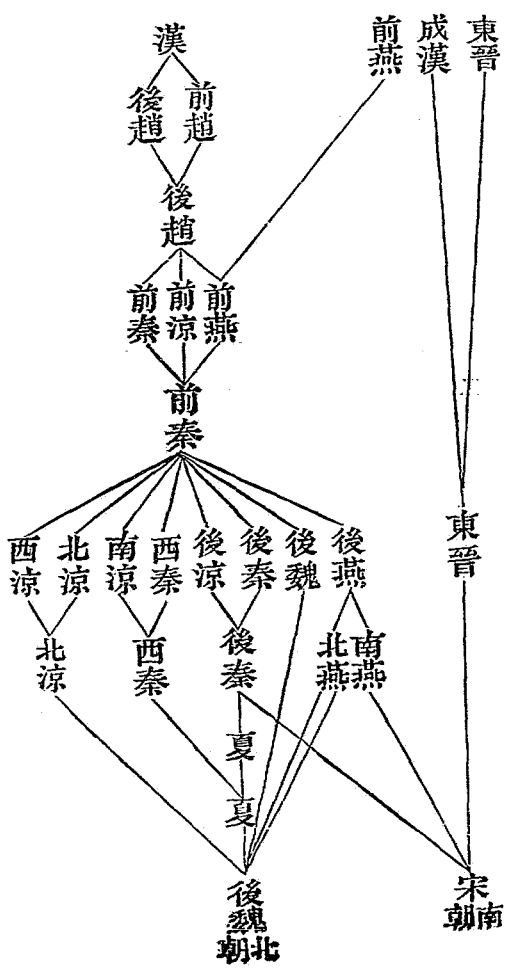 東晉
成漢
前燕
漢
前趙
後趙
後趙
前燕
前涼
前秦
前秦
東晉
後燕
後魏
後秦
後涼
西秦
南涼
北涼
西涼
南燕
北燕
後秦
西秦
北涼
夏
夏
宋
南朝
後魏
北朝